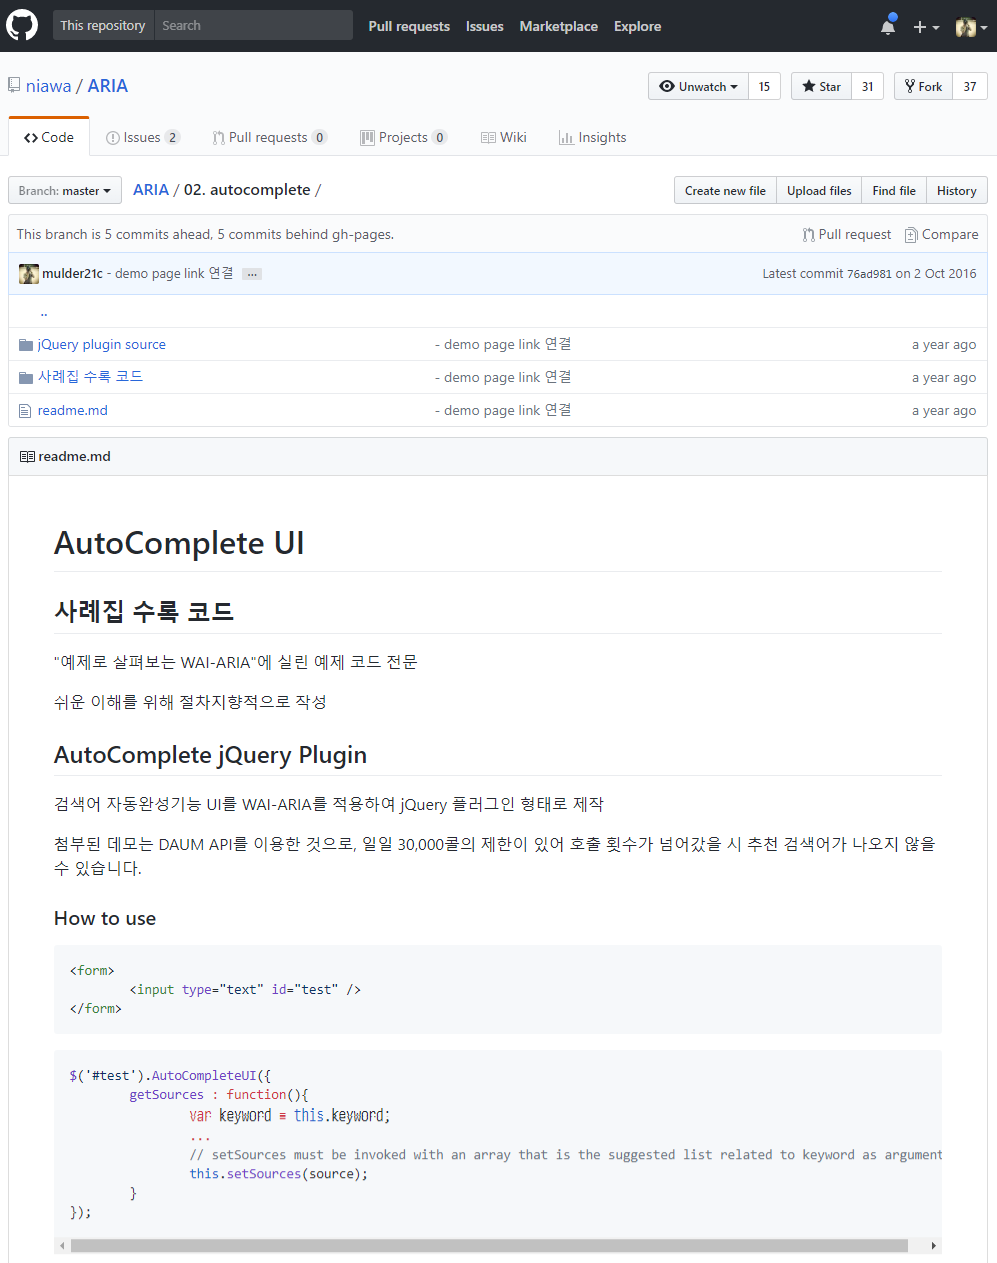 This repository Search Pull requests Issues Marketplace Explore
niawa / ARIA Unwatch 15 Star 31 Fork 37
Code Issues 2 Pull requests 0 Projects 0 Wiki Insights
Branch: master ARIA / 02. autocomplete / Create new file Upload files Find file History
This branch is 5 commits ahead, 5 commits behind gh-pages. Pull request Compare
mulder21c - demo page link 연결 ... Latest commit 76ad981 on 2 Oct 2016
..
jQuery plugin source - demo page link 연결 a year ago
사례집 수록 코드 - demo page link 연결 a year ago
readme.md - demo page link 연결 a year ago
readme.md
AutoComplete UI
사례집 수록 코드
"예제로 살펴보는 WAI-ARIA"에 실린 예제 코드 전문
쉬운 이해를 위해 절차지향적으로 작성
AutoComplete jQuery Plugin
검색어 자동완성기능 UI를 WAI-ARIA를 적용하여 jQuery 플러그인 형태로 제작
첨부된 데모는 DAUM API를 이용한 것으로, 일일 30,000콜의 제한이 있어 호출 횟수가 넘어갔을 시 추천 검색어가 나오지 않을
수 있습니다.
How to use
<form>
<input type="text" id="test" />
</form>
$('#test').AutoCompleteUI({
getSources : function(){
var keyword = this.keyword;
...
// setSources must be invoked with an array that is the suggested list related to keyword as argument
this.setSources(source);
}
});